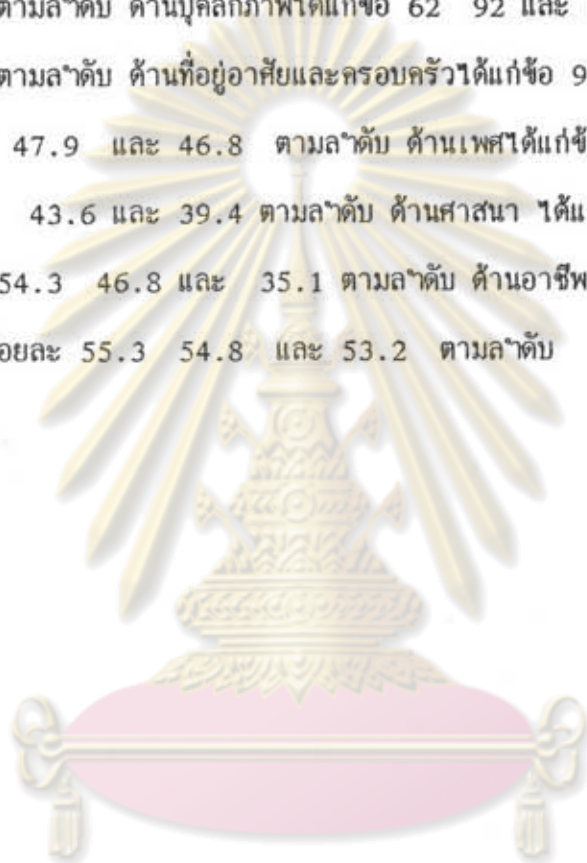 ตามลำดับ ด้านบุคลิกภาพได้แก่ข้อ 62 92 และ
ตามลำดับ ด้านที่อยู่อาศัยและครอบครัวได้แก่ข้อ 9
47.9 และ 46.8 ตามลำดับ ด้านเพศได้แก่ข้
43.6 และ 39.4 ตามลำดับ ด้านศาสนา ได้แ
54.3 46.8 และ 35.1 ตามลำดับ ด้านอาชีพ
อยละ 55.3 54.8 และ 53.2 ตามลำดับ